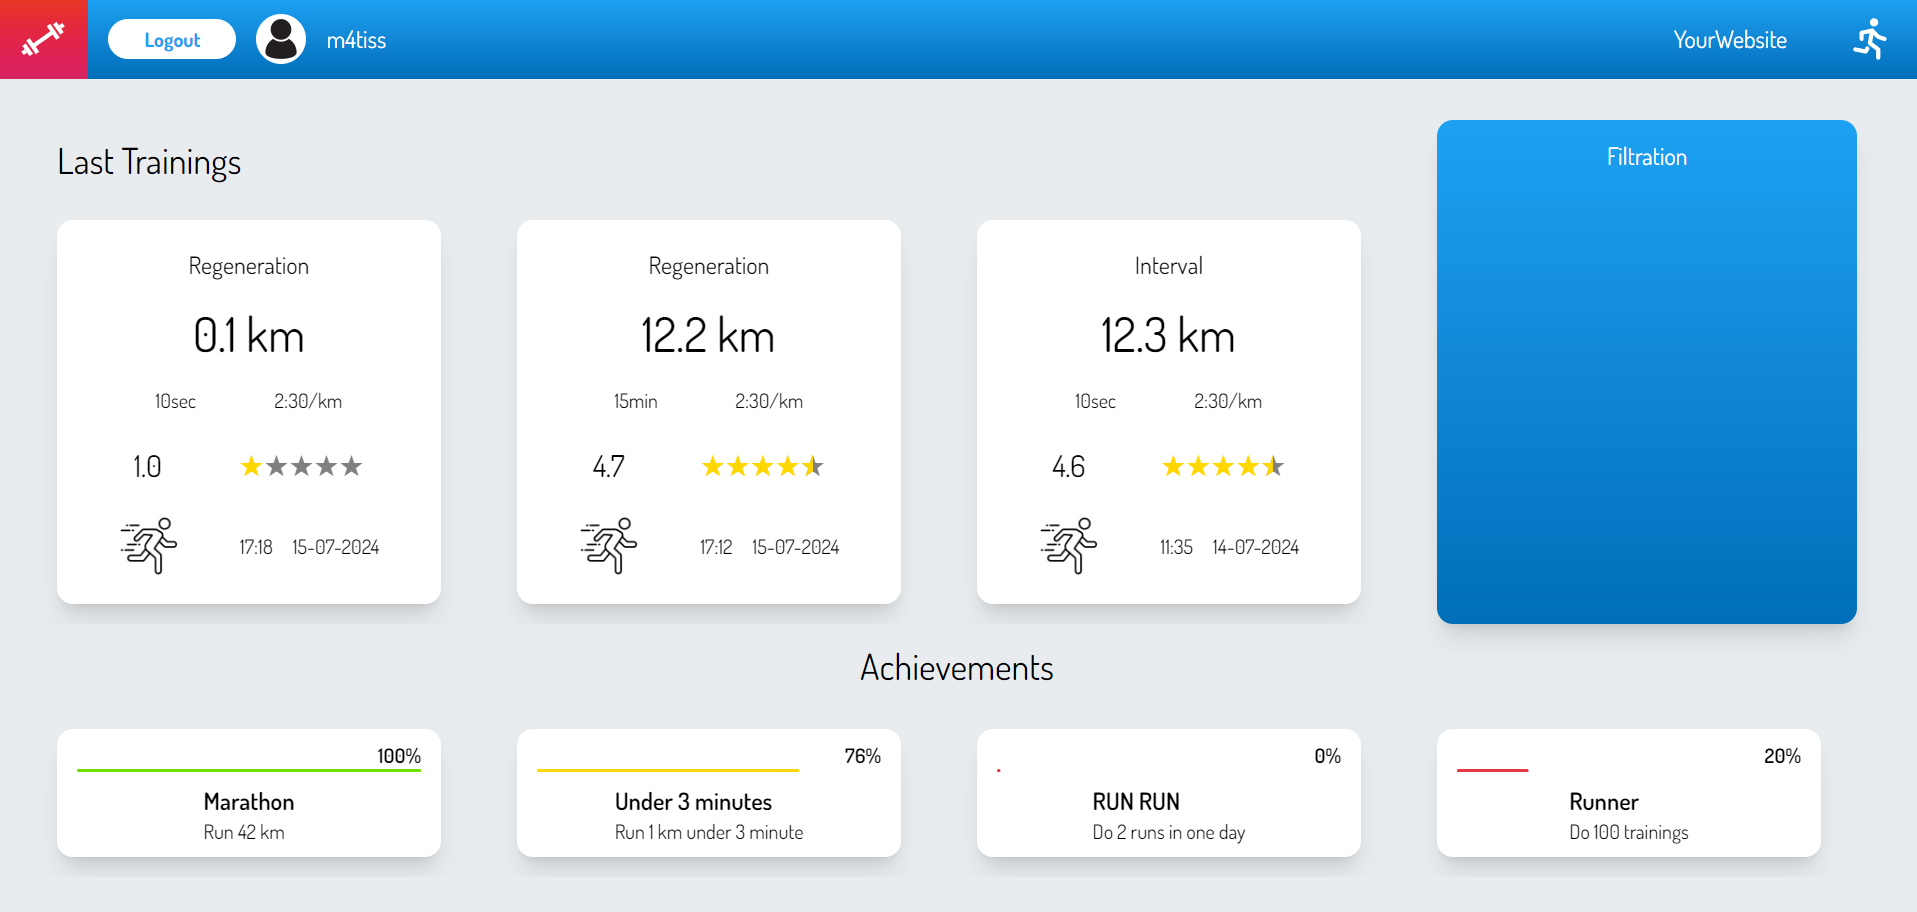 Logout
m4tiss
YourWebsite
Last Trainings
Filtration
Regeneration
0.1 km
10sec 2:30/km
1.0
17:18 15-07-2024
Regeneration
12.2 km
15min 2:30/km
4.7
17:12 15-07-2024
Interval
12.3 km
10sec 2:30/km
4.6
11:35 14-07-2024
Achievements
100%
Marathon
Run 42 km
76%
Under 3 minutes
Run 1 km under 3 minute
0%
RUN RUN
Do 2 runs in one day
20%
Runner
Do 100 trainings